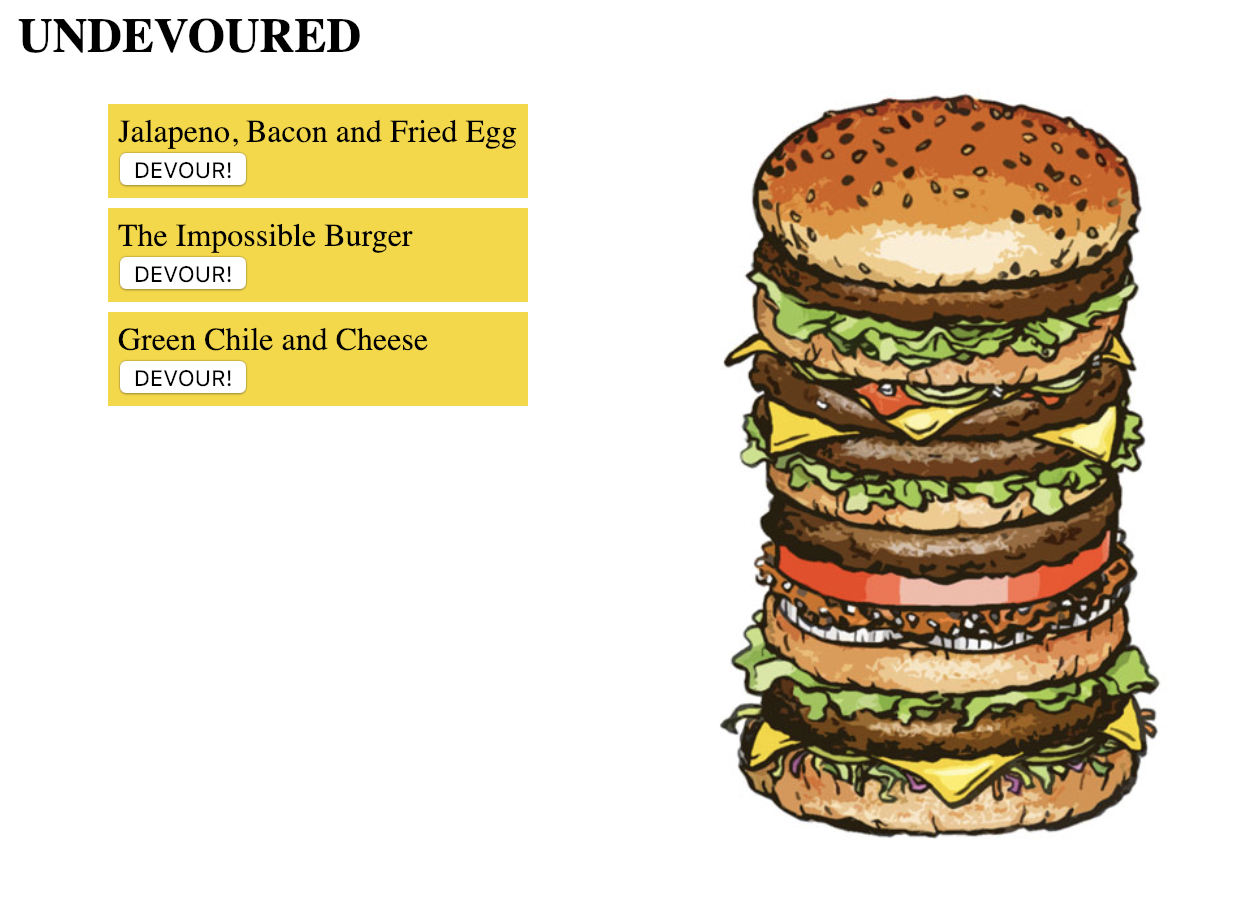 UNDEVOURED
Jalapeno, Bacon and Fried Egg
DEVOUR!
The Impossible Burger
DEVOUR!
Green Chile and Cheese
DEVOUR!